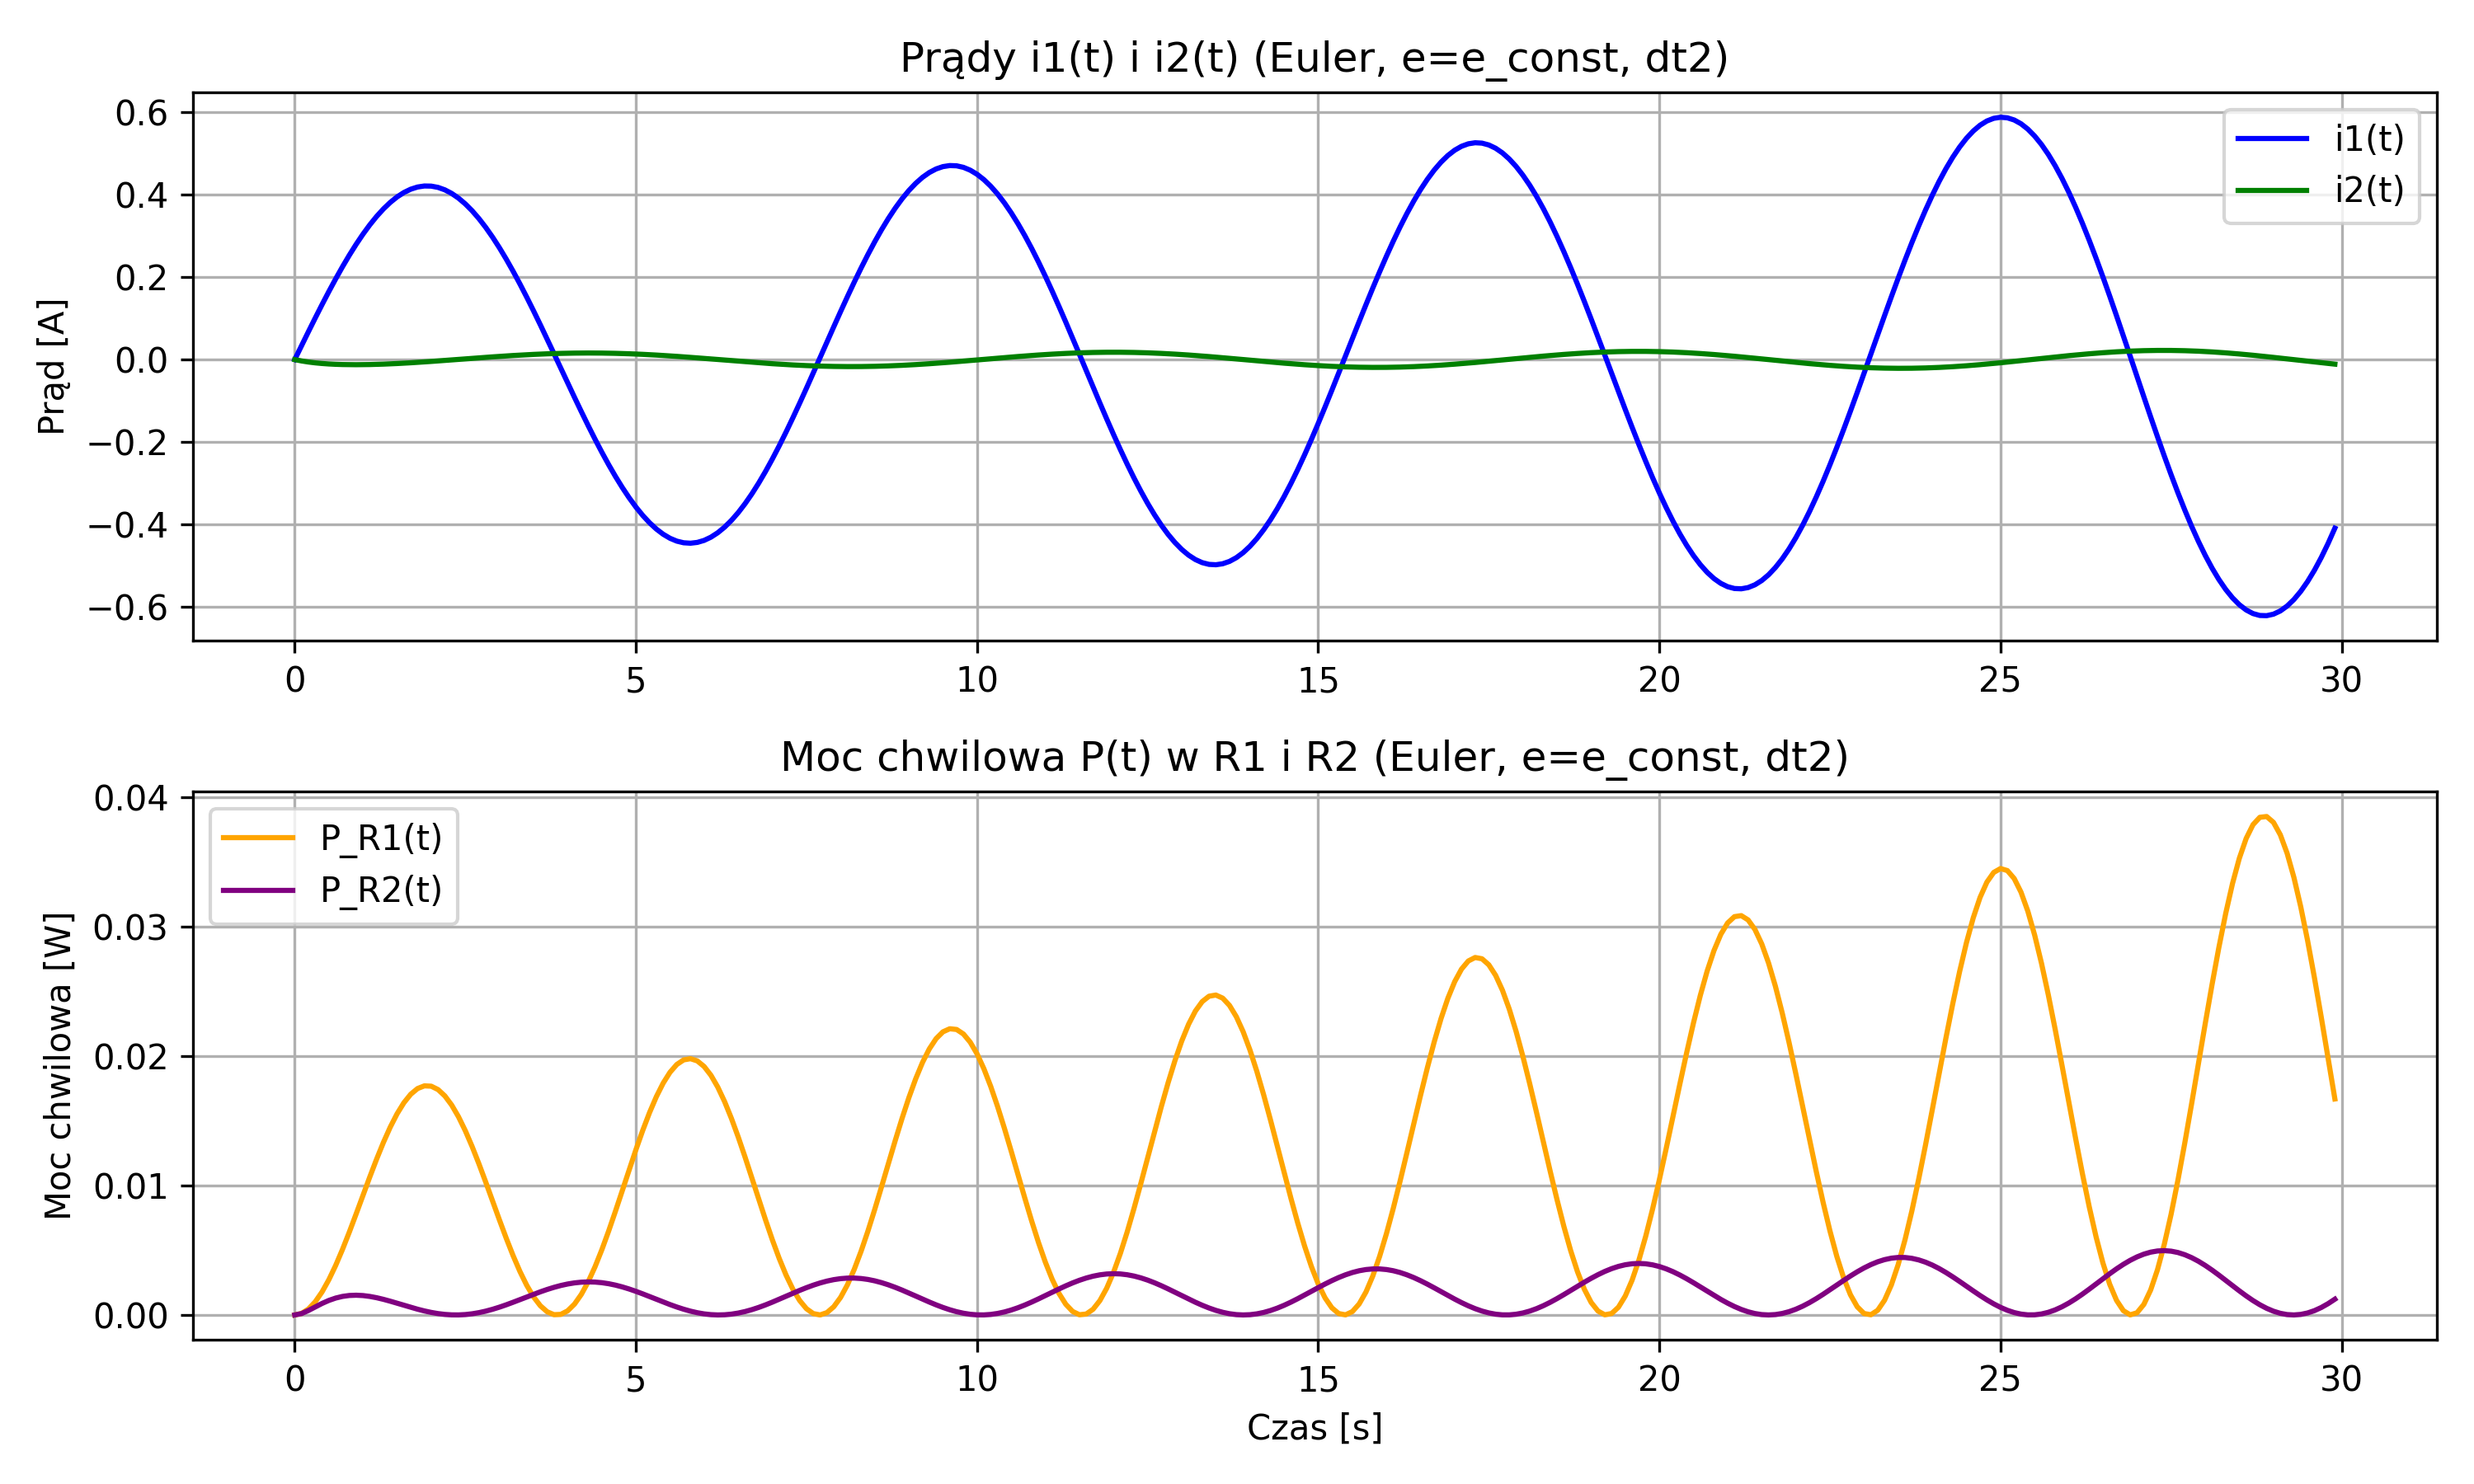 Prądy i1(t) i i2(t) (Euler, e=e_const, dt2)
Prąd [A]
0.6
0.4
0.2
0.0
−0.2
−0.4
−0.6
i1(t)
i2(t)
0 5 10 15 20 25 30
Moc chwilowa P(t) w R1 i R2 (Euler, e=e_const, dt2)
Moc chwilowa [W]
0.04
0.03
0.02
0.01
0.00
P_R1(t)
P_R2(t)
0 5 10 15 20 25 30
Czas [s]